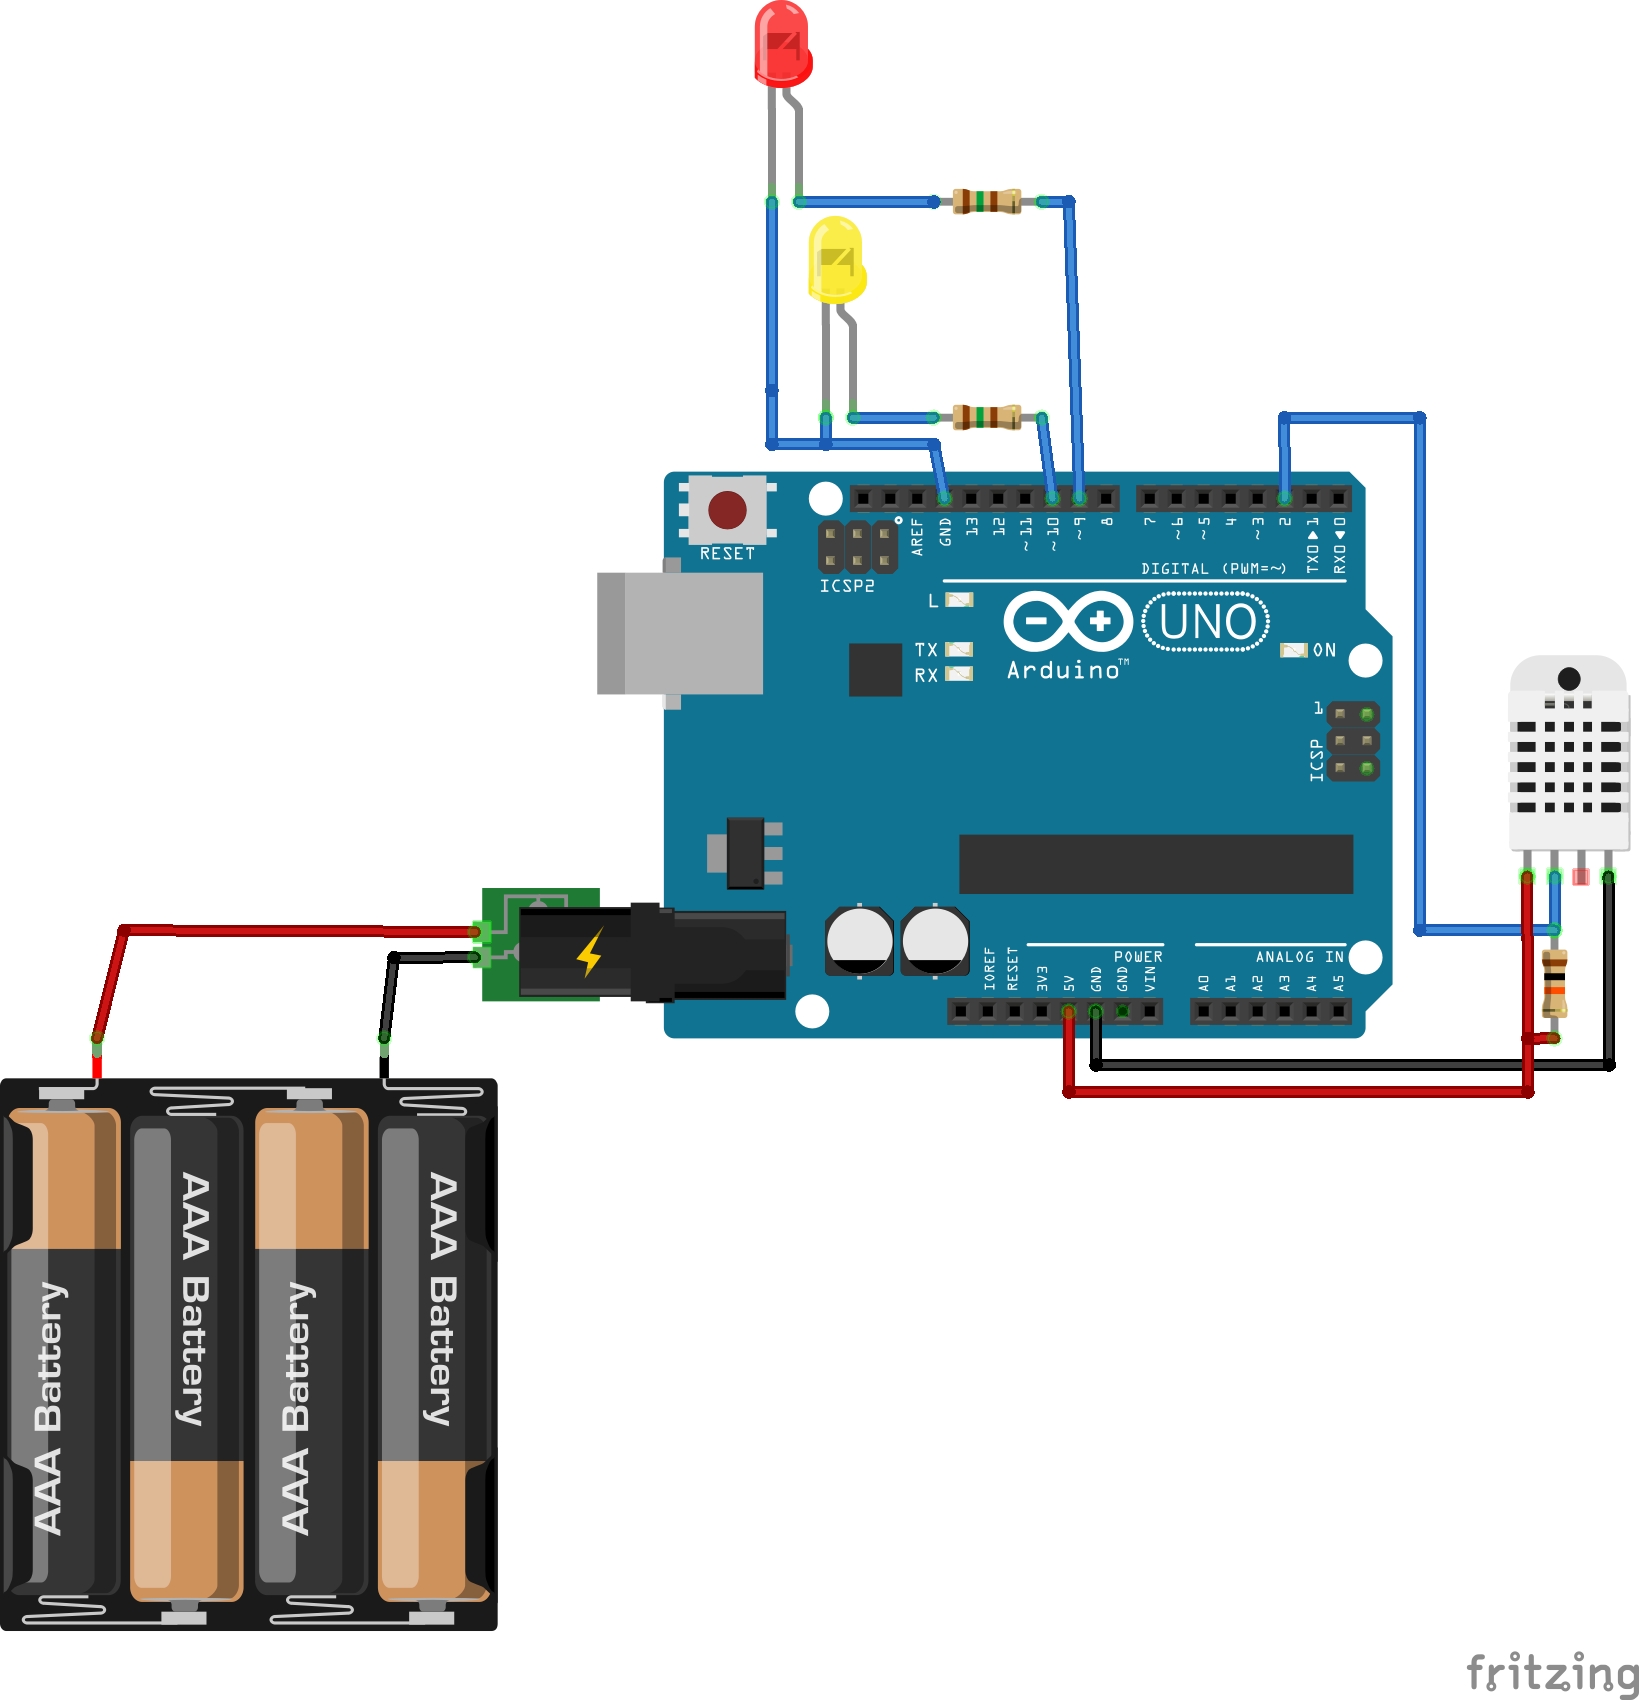 RESET
ICSP2
AREF
GND
13
12
~11
~10
~9
8
7
~6
~5
4
~3
2
TX0▶1
RX0◀0
DIGITAL (PWM=~)
L
TX
RX
Arduino™
UNO
ON
1
ICSP
IOREF
RESET
3V3
5V
GND
GND
VIN
POWER
A0
A1
A2
A3
A4
A5
ANALOG IN
AAA Battery
AAA Battery
AAA Battery
AAA Battery
fritzing